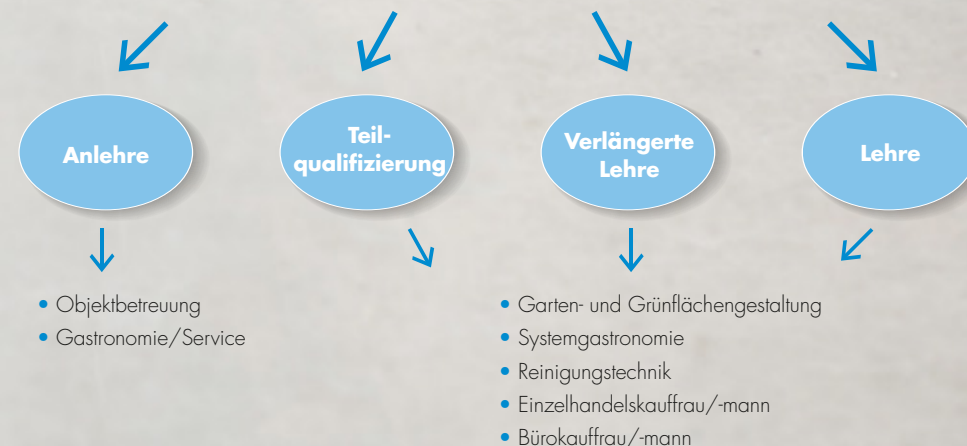 Anlehre
Teil-
qualifizierung
Verlängerte
Lehre
Lehre
• Objektbetreuung
• Gastronomie/Service
• Garten- und Grünflächengestaltung
• Systemgastronomie
• Reinigungstechnik
• Einzelhandelskauffrau/-mann
• Bürokauffrau/-mann